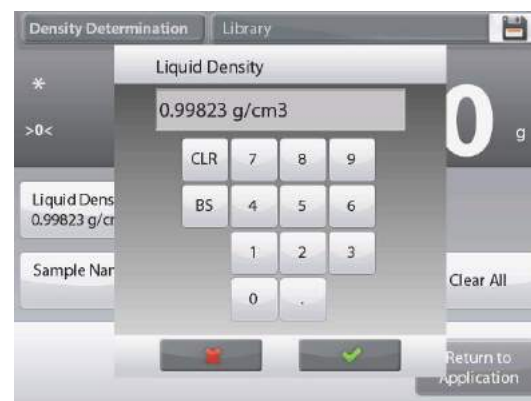 Density Determination Library
Liquid Density
*
0.99823 g/cm3
>0<
0 g
CLR 7 8 9
Liquid Dens
BS 4 5 6
0.99823 g/cr
1 2 3
Sample Nar
Clear All
0 .
Return to
Application